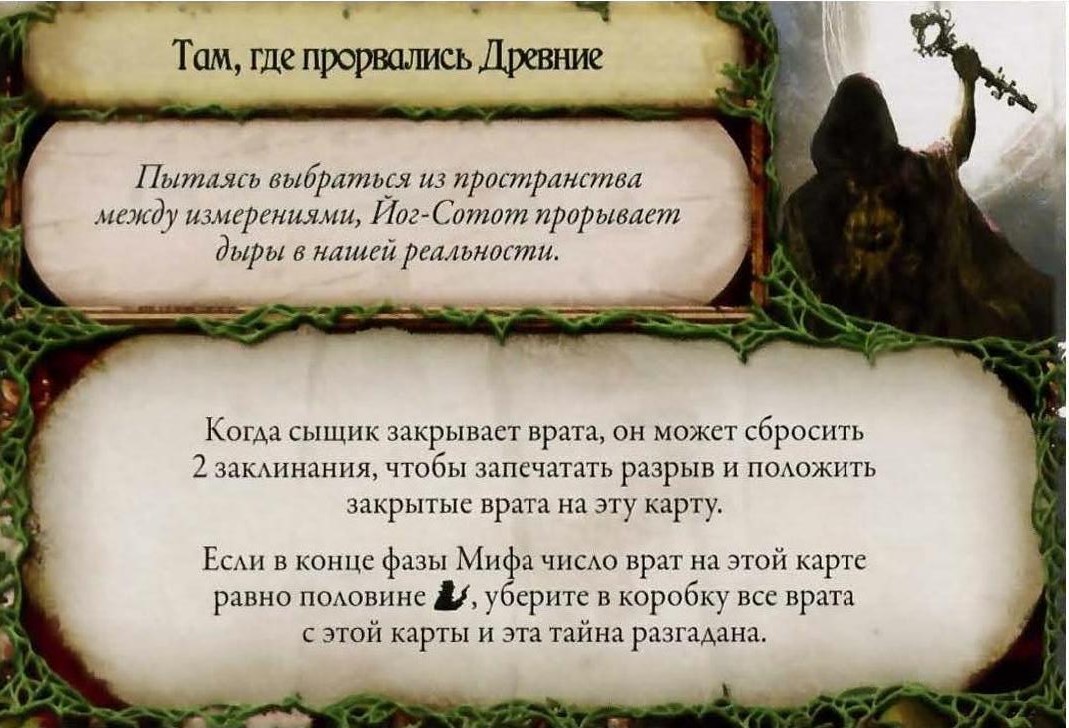 Там, где прорвались Древние
Пытаясь выбраться из пространства
между измерениями, Йог-Сотот прорывает
дыры в нашей реальности.
Когда сыщик закрывает врата, он может сбросить
2 заклинания, чтобы запечатать разрыв и положить
закрытые врата на эту карту.
Если в конце фазы Мифа число врат на этой карте
равно половине , уберите в коробку все врата
с этой карты и эта тайна разгадана.